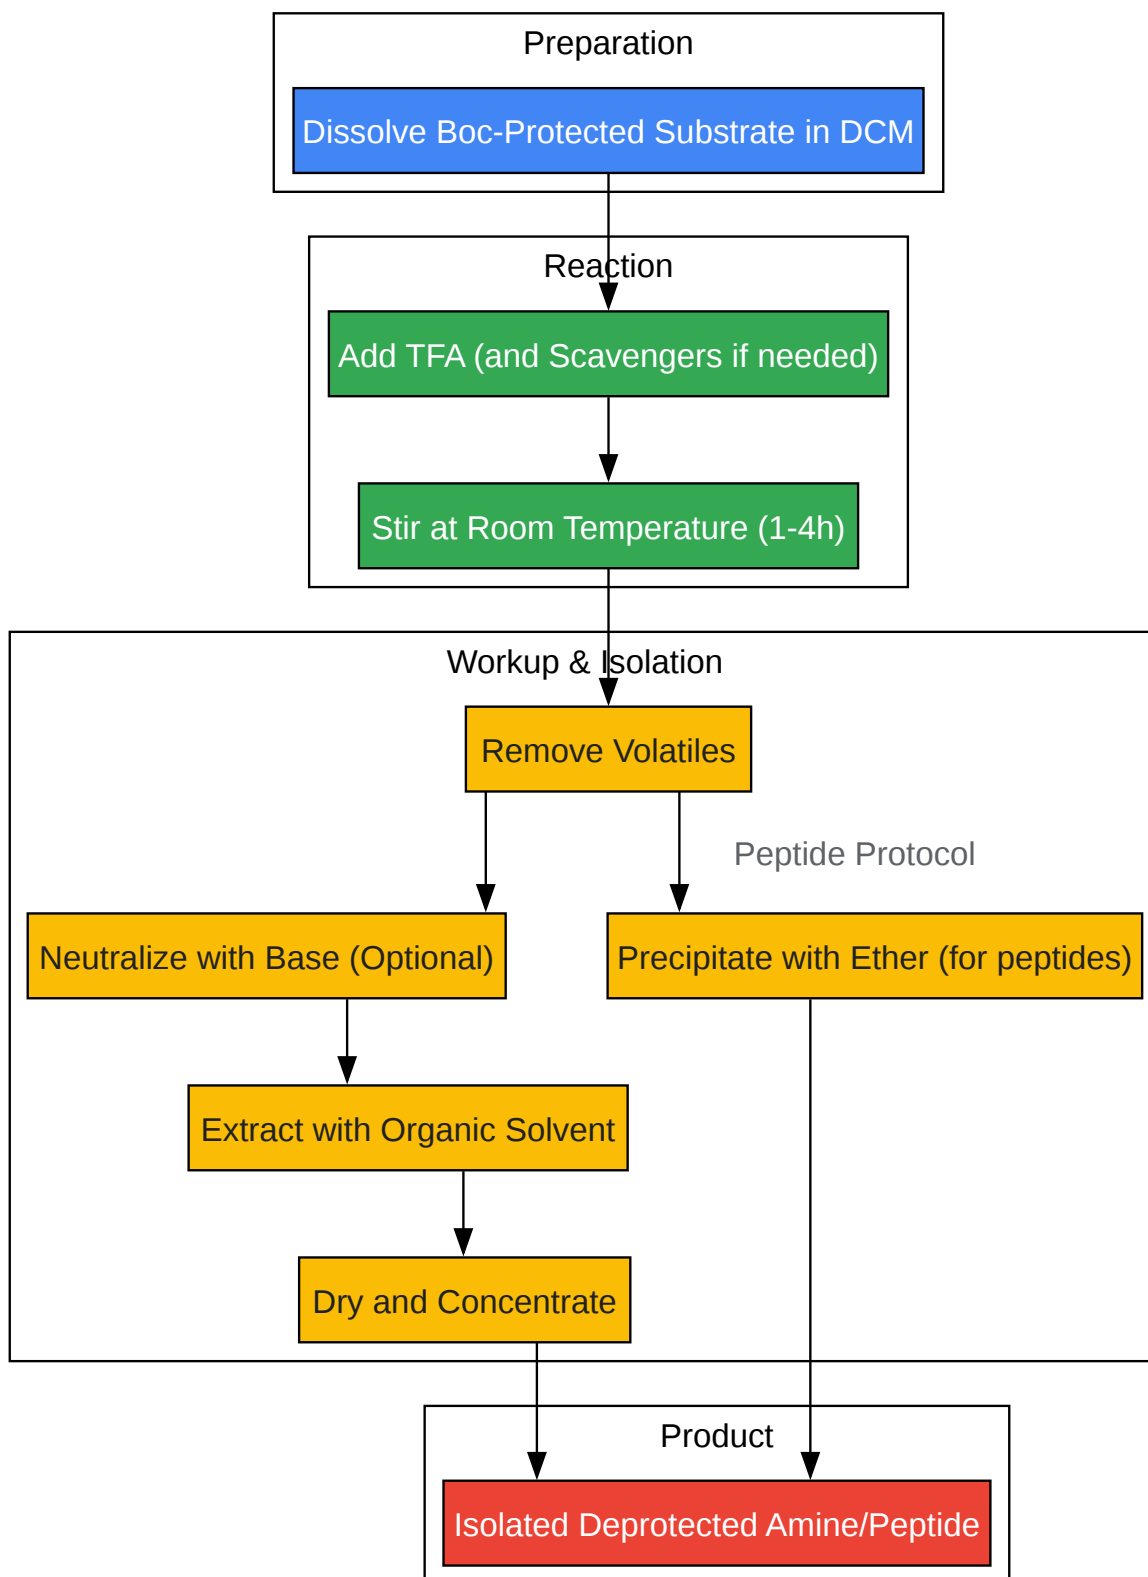 Preparation
Dissolve Boc-Protected Substrate in DCM
Reaction
Add TFA (and Scavengers if needed)
Stir at Room Temperature (1-4h)
Workup & Isolation
Remove Volatiles
Peptide Protocol
Neutralize with Base (Optional)
Precipitate with Ether (for peptides)
Extract with Organic Solvent
Dry and Concentrate
Product
Isolated Deprotected Amine/Peptide